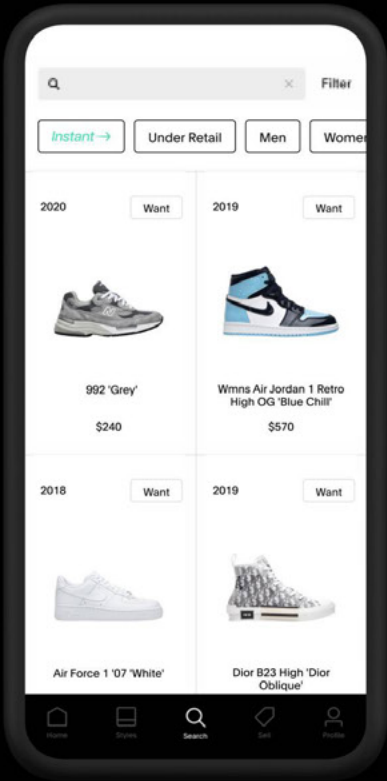 Filter
Instant →
Under Retail
Men
Women
2020
Want
2019
Want
992 'Grey'
$240
Wmns Air Jordan 1 Retro
High OG 'Blue Chill'
$570
2018
Want
2019
Want
Air Force 1 '07 'White'
Dior B23 High 'Dior
Oblique'
Home
Styles
Search
Sell
Profile